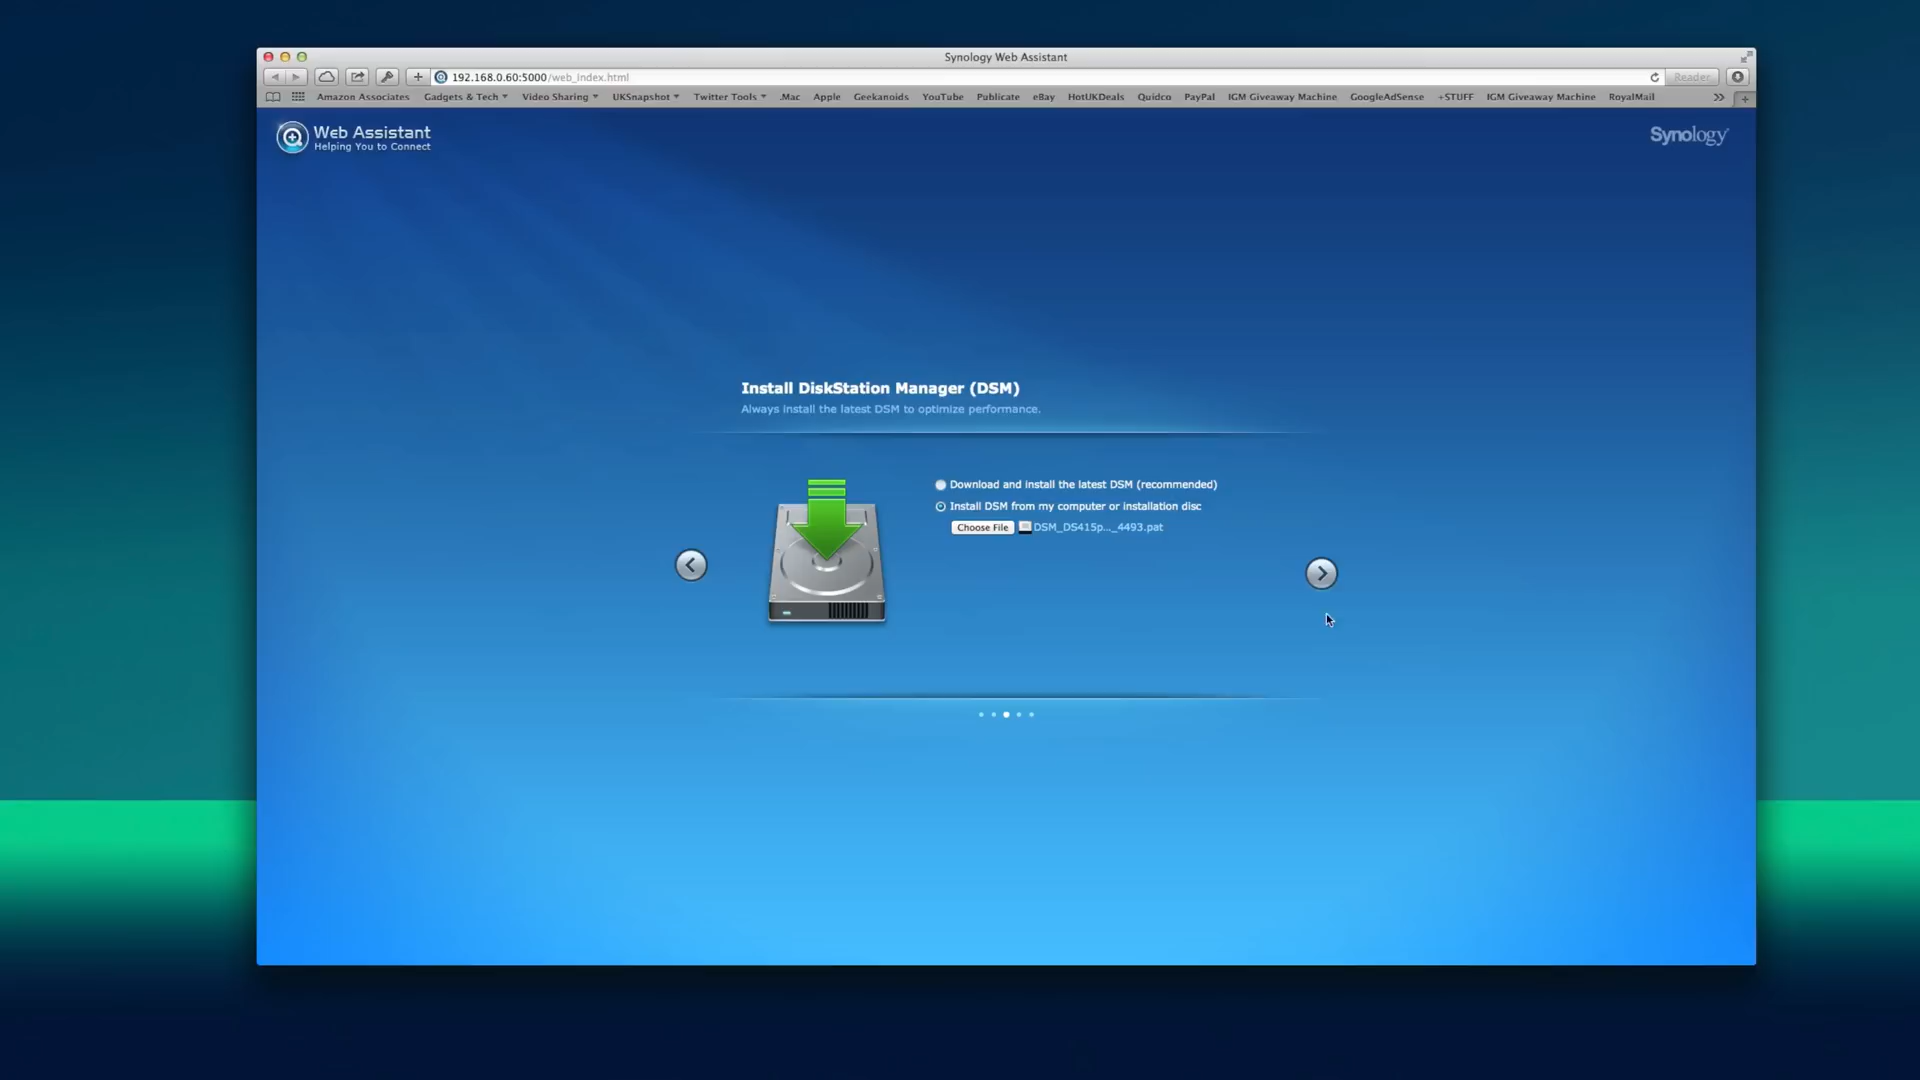 Synology Web Assistant
192.168.0.60:5000/web_index.html
Reader
Amazon Associates Gadgets & Tech Video Sharing UKSnapshot Twitter Tools .Mac Apple Geekanoids YouTube Publicate eBay HotUKDeals Quidco PayPal IGM Giveaway Machine GoogleAdSense +STUFF IGM Giveaway Machine RoyalMail
Web Assistant
Helping You to Connect
Synology
Install DiskStation Manager (DSM)
Always install the latest DSM to optimize performance.
Download and install the latest DSM (recommended)
Install DSM from my computer or installation disc
Choose File DSM_DS415p..._4493.pat